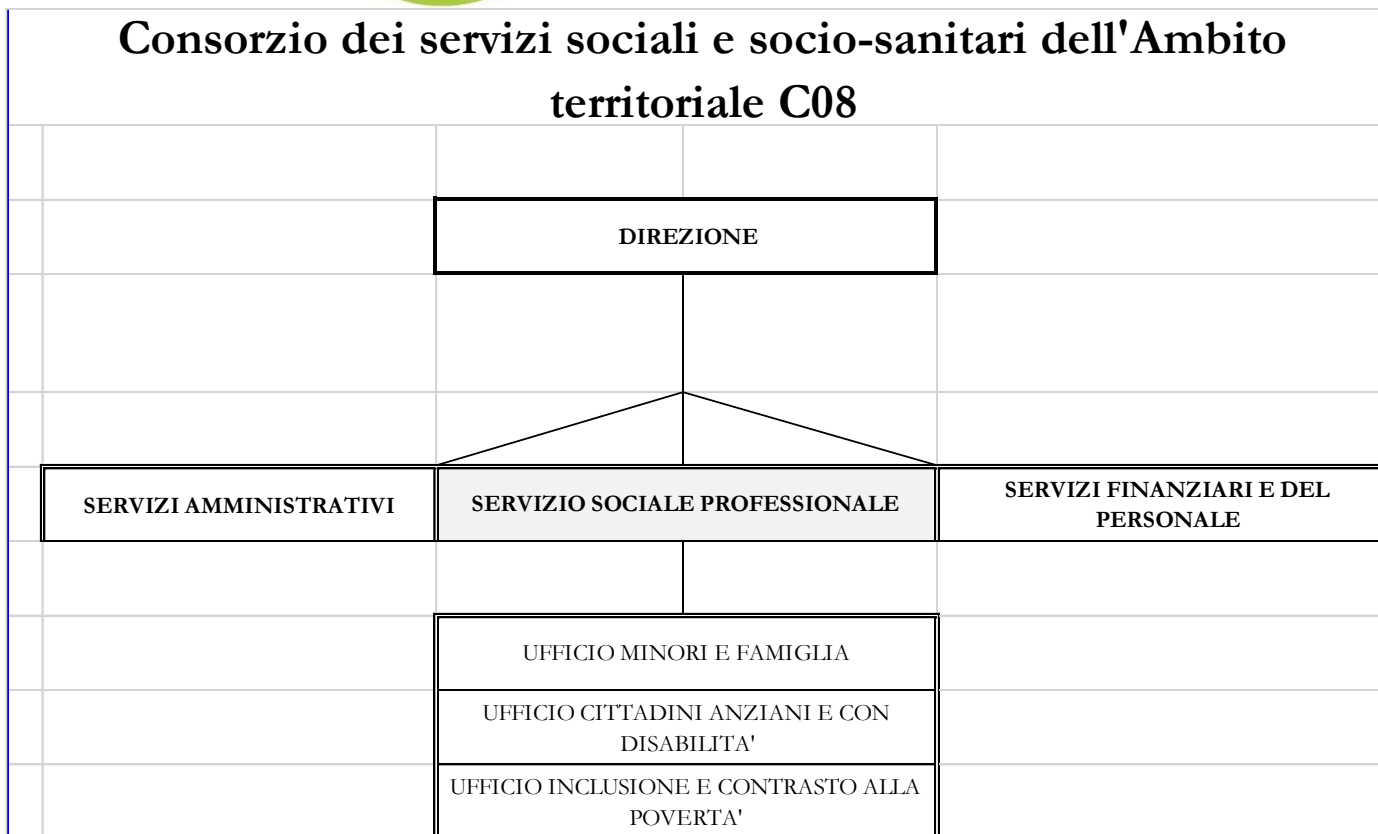 Consorzio dei servizi sociali e socio-sanitari dell'Ambito
territoriale C08
DIREZIONE
SERVIZI AMMINISTRATIVI
SERVIZIO SOCIALE PROFESSIONALE
SERVIZI FINANZIARI E DEL
PERSONALE
UFFICIO MINORI E FAMIGLIA
UFFICIO CITTADINI ANZIANI E CON
DISABILITA'
UFFICIO INCLUSIONE E CONTRASTO ALLA
POVERTA'